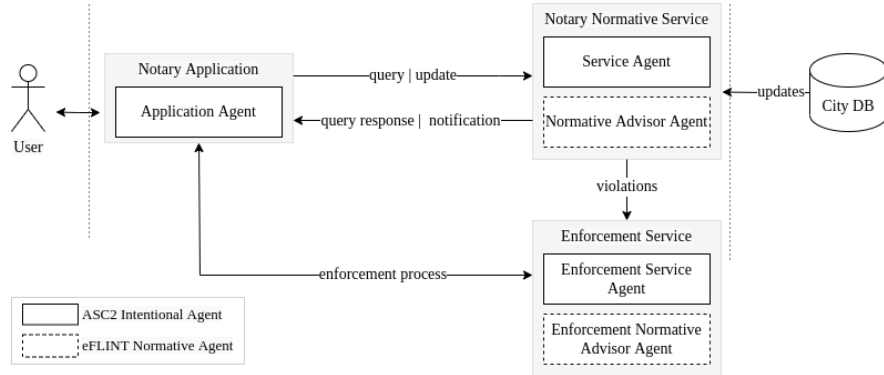 Notary Normative Service
Service Agent
Normative Advisor Agent
Notary Application
Application Agent
query | update
query response | notification
updates
City DB
User
violations
Enforcement Service
Enforcement Service
Agent
Enforcement Normative
Advisor Agent
enforcement process
ASC2 Intentional Agent
eFLINT Normative Agent